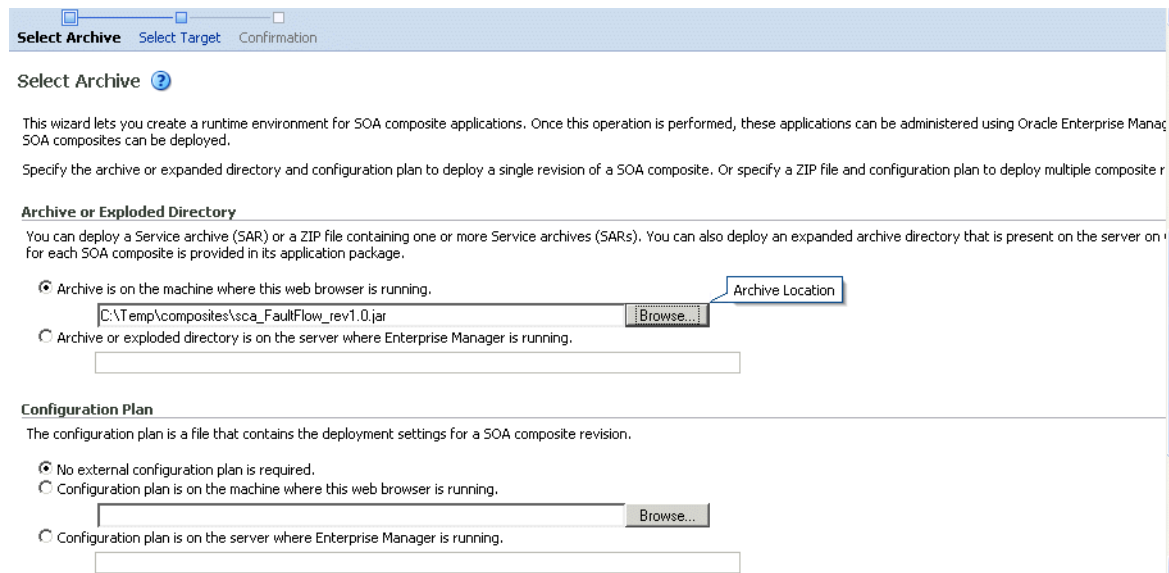 Select Archive Select Target Confirmation
Select Archive ?
This wizard lets you create a runtime environment for SOA composite applications. Once this operation is performed, these applications can be administered using Oracle Enterprise Manag
SOA composites can be deployed.
Specify the archive or expanded directory and configuration plan to deploy a single revision of a SOA composite. Or specify a ZIP file and configuration plan to deploy multiple composite r
Archive or Exploded Directory
You can deploy a Service archive (SAR) or a ZIP file containing one or more Service archives (SARs). You can also deploy an expanded archive directory that is present on the server on
for each SOA composite is provided in its application package.
Archive is on the machine where this web browser is running.
Archive Location
C:\Temp\composites\sca_FaultFlow_rev1.0.jar Browse...
Archive or exploded directory is on the server where Enterprise Manager is running.
Configuration Plan
The configuration plan is a file that contains the deployment settings for a SOA composite revision.
No external configuration plan is required.
Configuration plan is on the machine where this web browser is running.
Browse...
Configuration plan is on the server where Enterprise Manager is running.